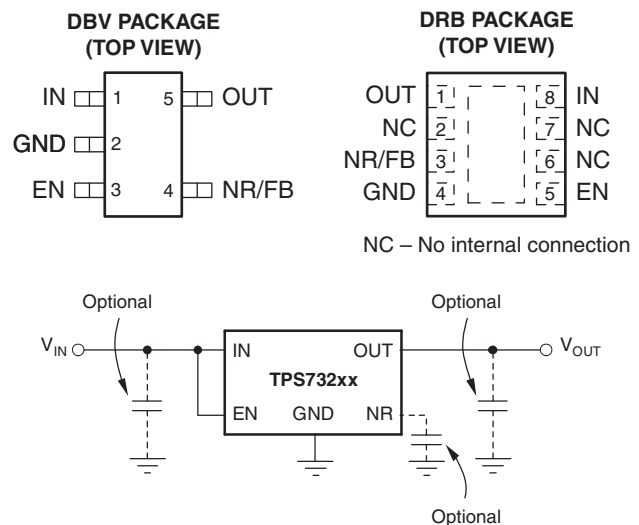 DBV PACKAGE
(TOP VIEW)
IN 1 5 OUT
GND 2
EN 3 4 NR/FB
DRB PACKAGE
(TOP VIEW)
OUT 1 8 IN
NC 2 7 NC
NR/FB 3 6 NC
GND 4 5 EN
NC – No internal connection
Optional Optional
VIN IN OUT VOUT
TPS732xx
EN GND NR
Optional